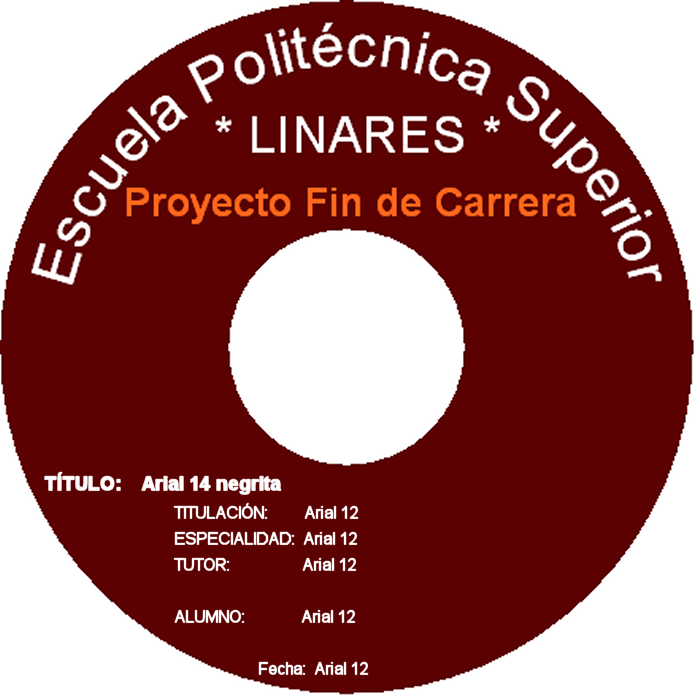 Escuela Politécnica Superior
* LINARES *
Proyecto Fin de Carrera
TÍTULO: Arial 14 negrita
TITULACIÓN: Arial 12
ESPECIALIDAD: Arial 12
TUTOR: Arial 12
ALUMNO: Arial 12
Fecha: Arial 12